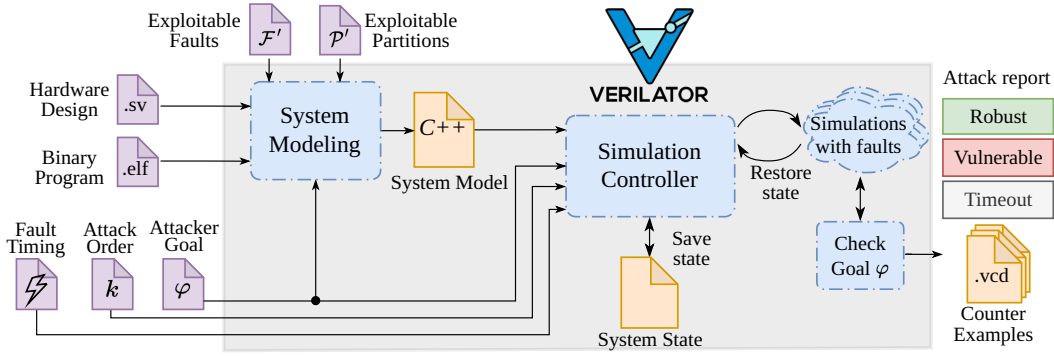 Exploitable
Faults
F′
P′
Exploitable
Partitions
Hardware
Design
.sv
Binary
Program
.elf
System
Modeling
C++
System Model
VERILATOR
Simulation
Controller
Simulations
with faults
Restore
state
Save
state
System State
Check
Goal φ
Fault
Timing
Attack
Order
k
Attacker
Goal
φ
Attack report
Robust
Vulnerable
Timeout
.vcd
Counter
Examples